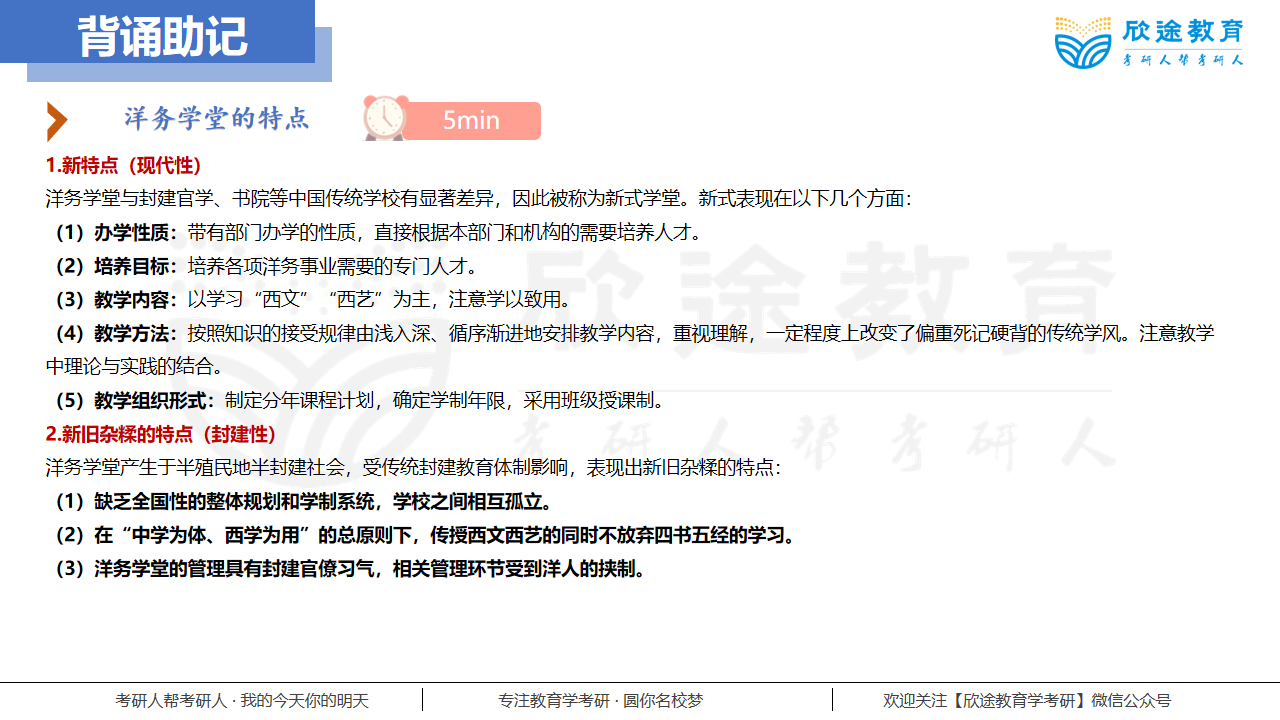 背诵助记
欣途教育
考研人帮考研人
洋务学堂的特点
5min
1.新特点（现代性）
洋务学堂与封建官学、书院等中国传统学校有显著差异，因此被称为新式学堂。新式表现在以下几个方面：
（1）办学性质：带有部门办学的性质，直接根据本部门和机构的需要培养人才。
（2）培养目标：培养各项洋务事业需要的专门人才。
（3）教学内容：以学习“西文”“西艺”为主，注意学以致用。
（4）教学方法：按照知识的接受规律由浅入深、循序渐进地安排教学内容，重视理解，一定程度上改变了偏重死记硬背的传统学风。注意教学
中理论与实践的结合。
（5）教学组织形式：制定分年课程计划，确定学制年限，采用班级授课制。
2.新旧杂糅的特点（封建性）
洋务学堂产生于半殖民地半封建社会，受传统封建教育体制影响，表现出新旧杂糅的特点：
（1）缺乏全国性的整体规划和学制系统，学校之间相互孤立。
（2）在“中学为体、西学为用”的总原则下，传授西文西艺的同时不放弃四书五经的学习。
（3）洋务学堂的管理具有封建官僚习气，相关管理环节受到洋人的挟制。
欣途教育
考研人帮考研人
考研人帮考研人 · 我的今天你的明天
专注教育学考研 · 圆你名校梦
欢迎关注【欣途教育学考研】微信公众号